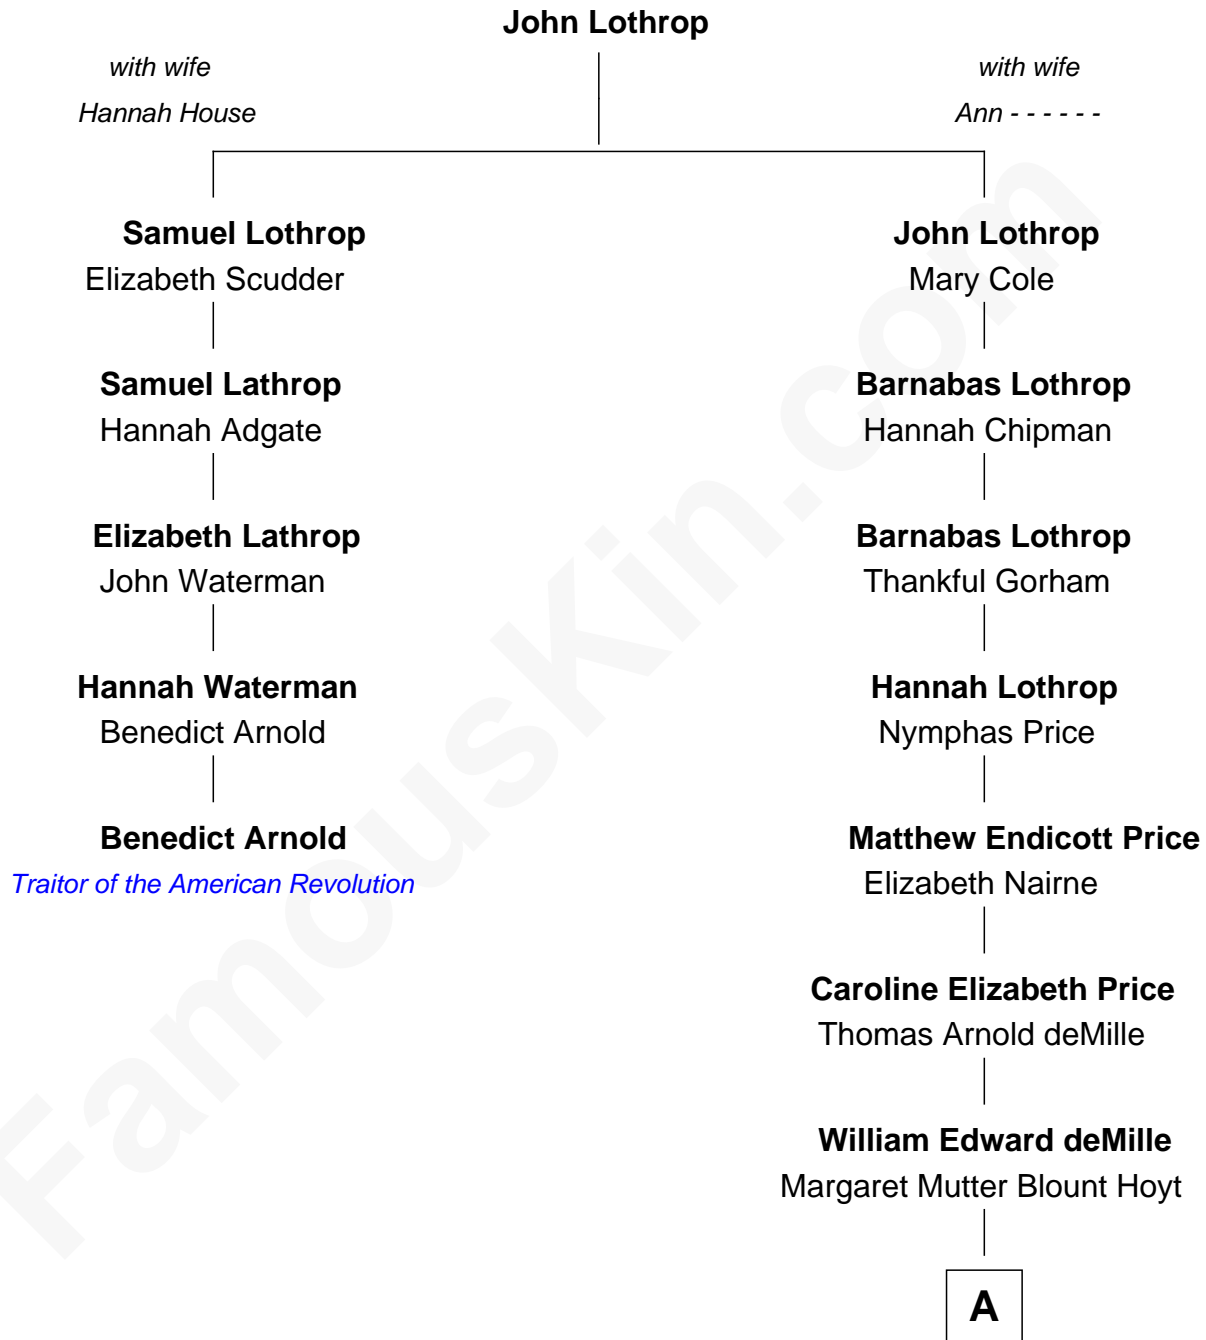 John Lothrop
with wife
Hannah House
with wife
Ann - - - - - -
Samuel Lothrop
Elizabeth Scudder
John Lothrop
Mary Cole
Samuel Lathrop
Hannah Adgate
Barnabas Lothrop
Hannah Chipman
Elizabeth Lathrop
John Waterman
Barnabas Lothrop
Thankful Gorham
Hannah Waterman
Benedict Arnold
Hannah Lothrop
Nymphas Price
Benedict Arnold
Traitor of the American Revolution
Matthew Endicott Price
Elizabeth Nairne
Caroline Elizabeth Price
Thomas Arnold deMille
William Edward deMille
Margaret Mutter Blount Hoyt
A
FamousKin.com